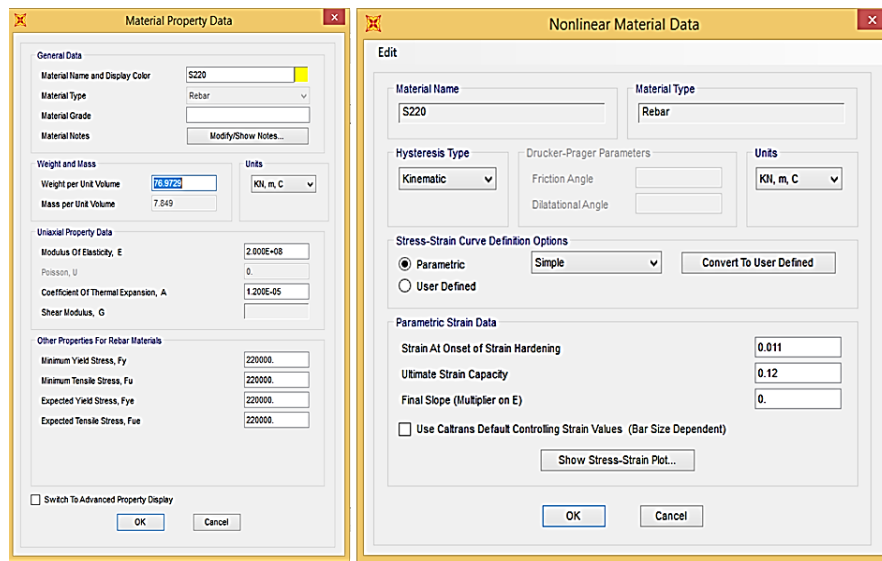 Material Property Data
x
General Data
Material Name and Display Color S220
Material Type Rebar
Material Grade
Material Notes Modify/Show Notes...
Weight and Mass
Weight per Unit Volume 76.9729
Mass per Unit Volume 7.849
Units
KN, m, C
Uniaxial Property Data
Modulus Of Elasticity, E 2.000E+08
Poisson, U 0.
Coefficient Of Thermal Expansion, A 1.200E-05
Shear Modulus, G
Other Properties For Rebar Materials
Minimum Yield Stress, Fy 220000.
Minimum Tensile Stress, Fu 220000.
Expected Yield Stress, Fye 220000.
Expected Tensile Stress, Fue 220000.
Switch To Advanced Property Display
OK Cancel
Nonlinear Material Data
x
Edit
Material Name
S220
Material Type
Rebar
Hysteresis Type
Kinematic
Drucker-Prager Parameters
Friction Angle
Dilatational Angle
Units
KN, m, C
Stress-Strain Curve Definition Options
Parametric Simple Convert To User Defined
User Defined
Parametric Strain Data
Strain At Onset of Strain Hardening 0.011
Ultimate Strain Capacity 0.12
Final Slope (Multiplier on E) 0.
Use Caltrans Default Controlling Strain Values (Bar Size Dependent)
Show Stress-Strain Plot...
OK Cancel